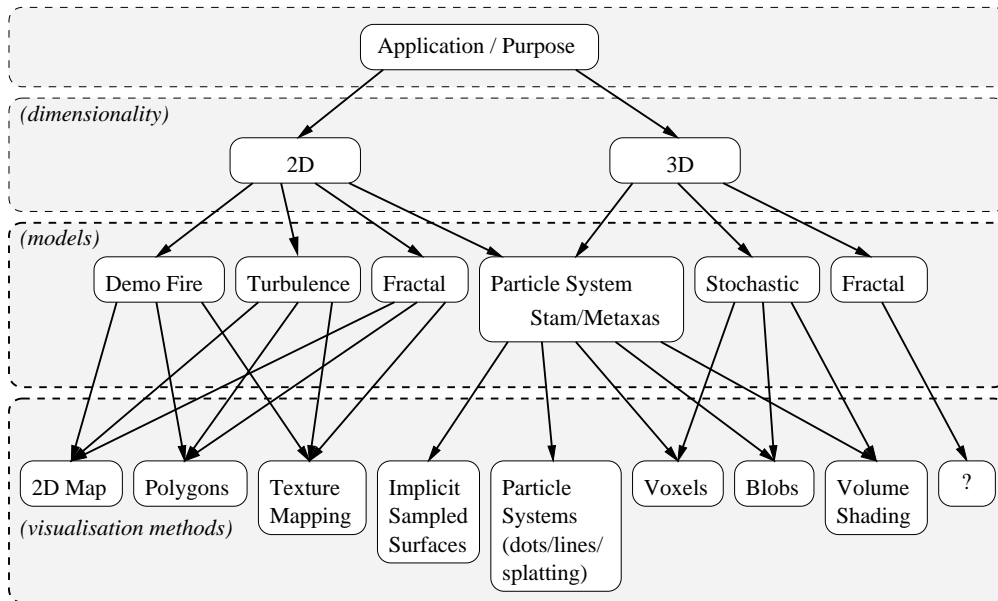 Application / Purpose
(dimensionality)
2D
3D
(models)
Demo Fire
Turbulence
Fractal
Particle System
Stam/Metaxas
Stochastic
Fractal
2D Map
Polygons
Texture
Mapping
Implicit
Sampled
Surfaces
Particle
Systems
(dots/lines/
splatting)
Voxels
Blobs
Volume
Shading
?
(visualisation methods)